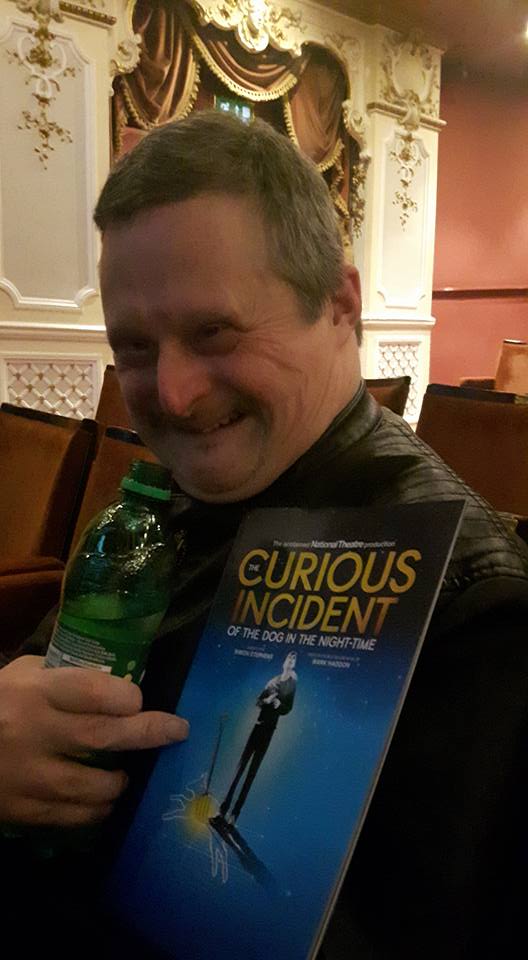 The acclaimed National Theatre production
THE CURIOUS
INCIDENT
OF THE DOG IN THE NIGHT-TIME
SIMON STEPHENS
MARK HADDON